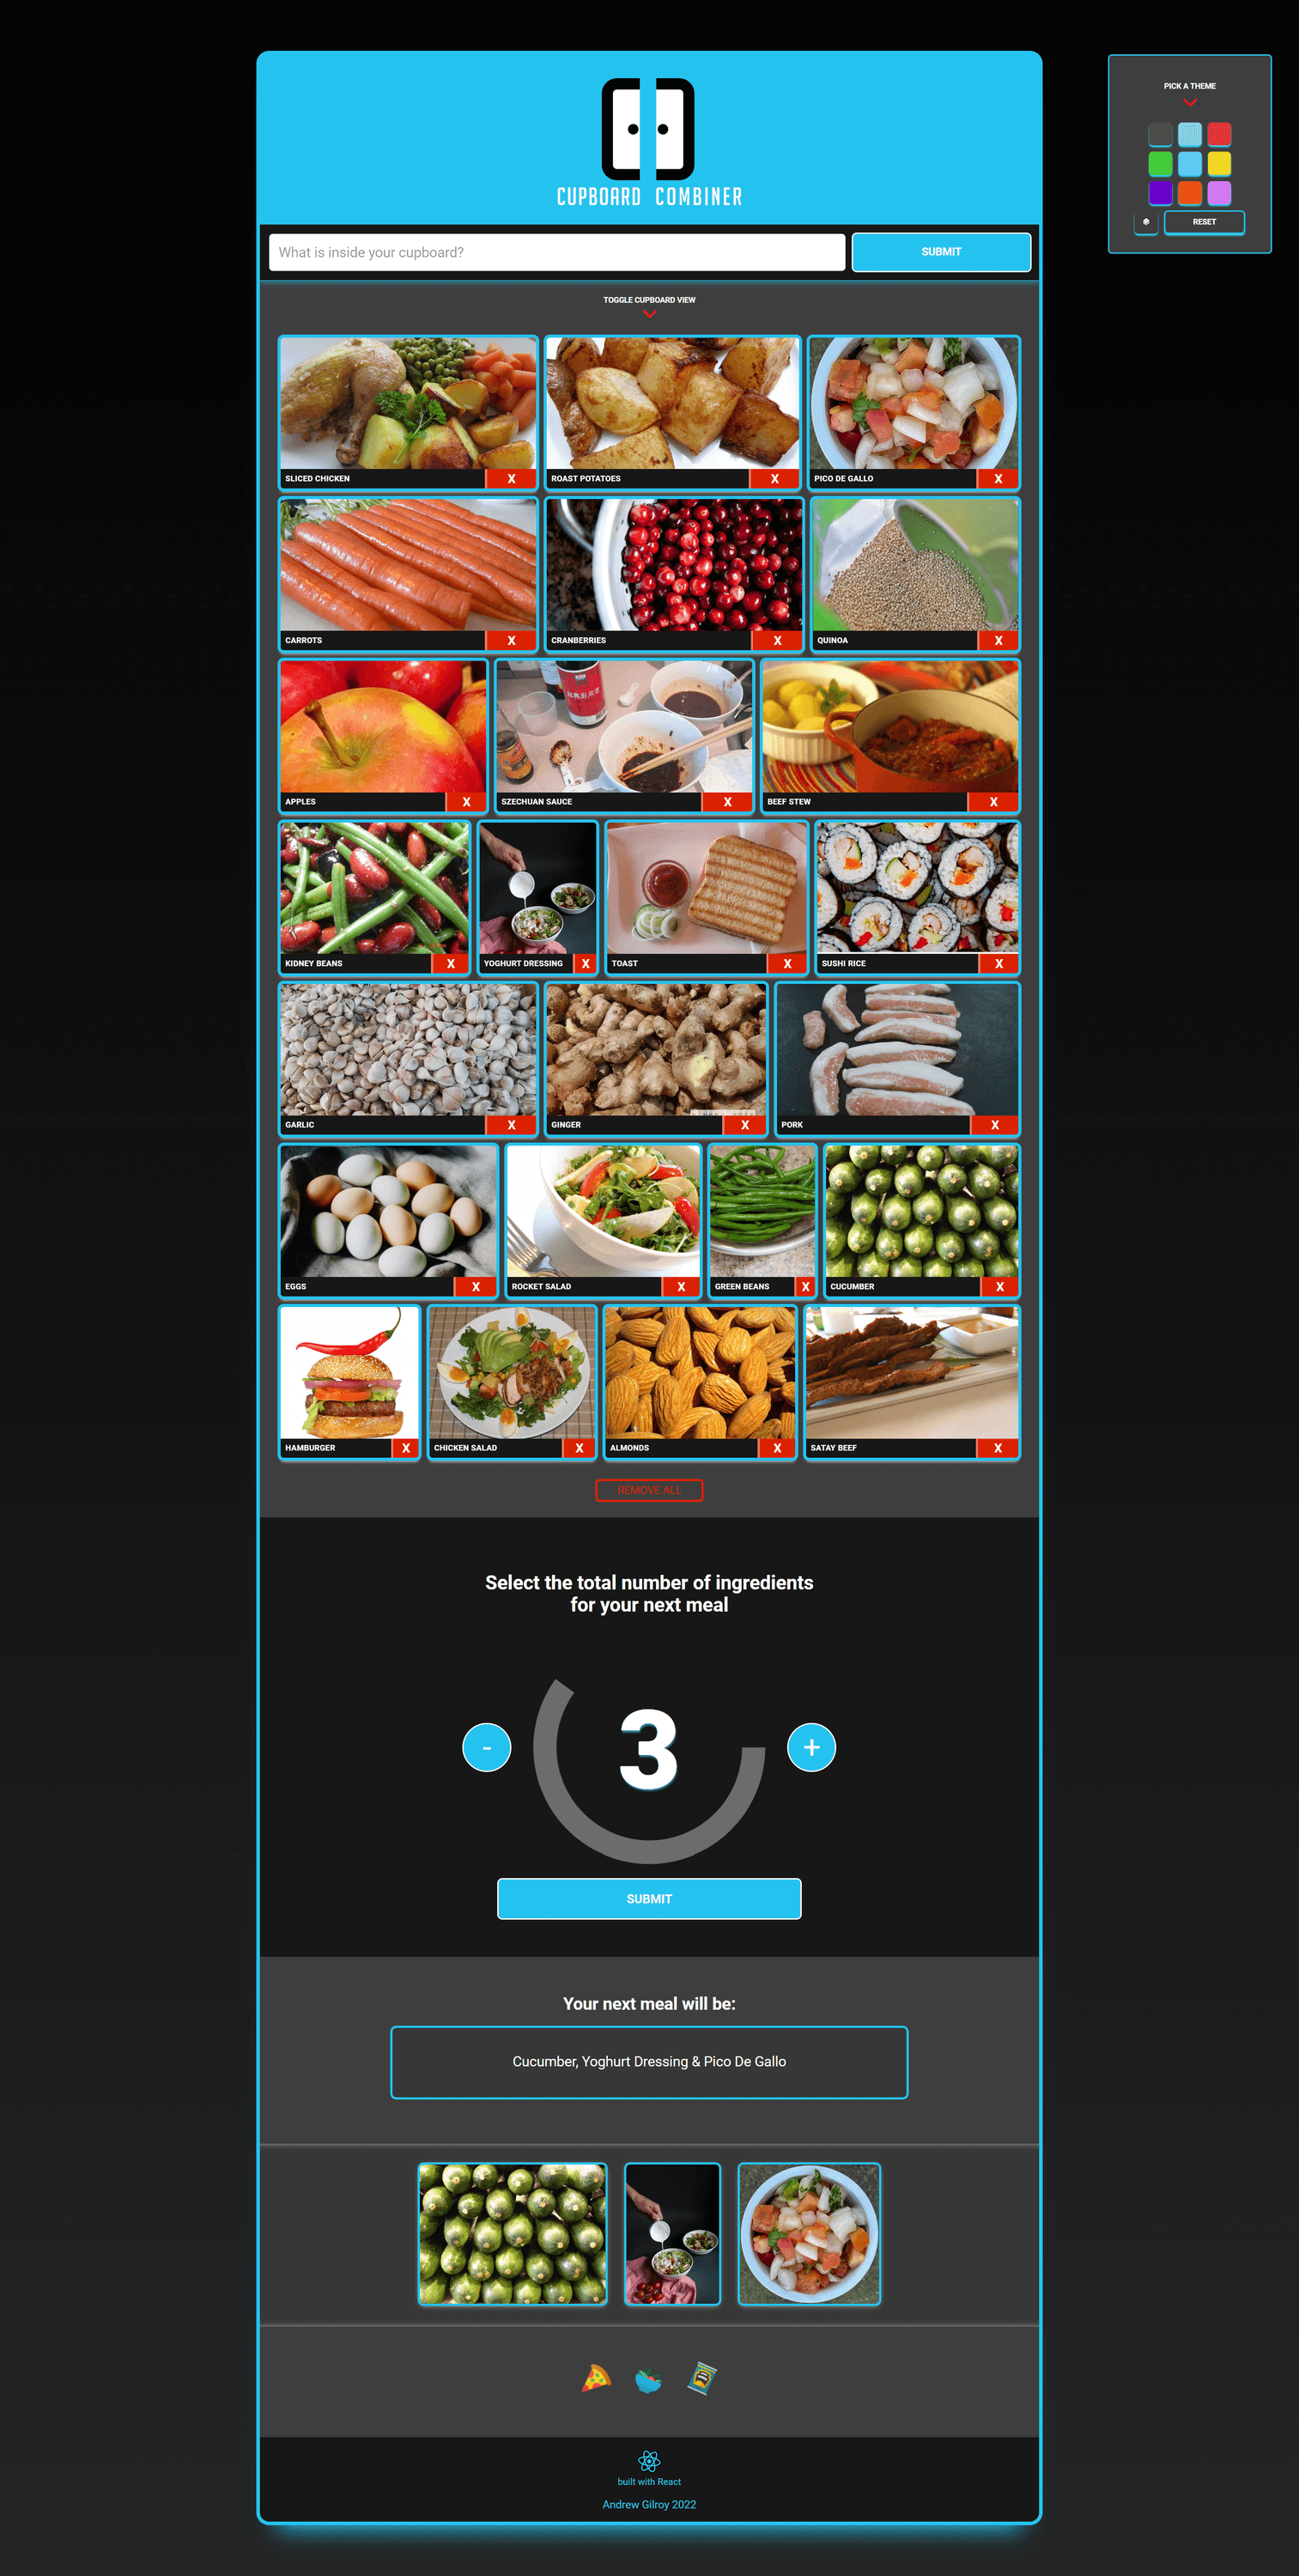 CUPBOARD COMBINER
PICK A THEME
RESET
What is inside your cupboard?
SUBMIT
TOGGLE CUPBOARD VIEW
SLICED CHICKEN X
ROAST POTATOES X
PICO DE GALLO X
CARROTS X
CRANBERRIES X
QUINOA X
APPLES X
SZECHUAN SAUCE X
BEEF STEW X
KIDNEY BEANS X
YOGHURT DRESSING X
TOAST X
SUSHI RICE X
GARLIC X
GINGER X
PORK X
EGGS X
ROCKET SALAD X
GREEN BEANS X
CUCUMBER X
HAMBURGER X
CHICKEN SALAD X
ALMONDS X
SATAY BEEF X
REMOVE ALL
Select the total number of ingredients
for your next meal
- 3 +
SUBMIT
Your next meal will be:
Cucumber, Yoghurt Dressing & Pico De Gallo
built with React
Andrew Gilroy 2022